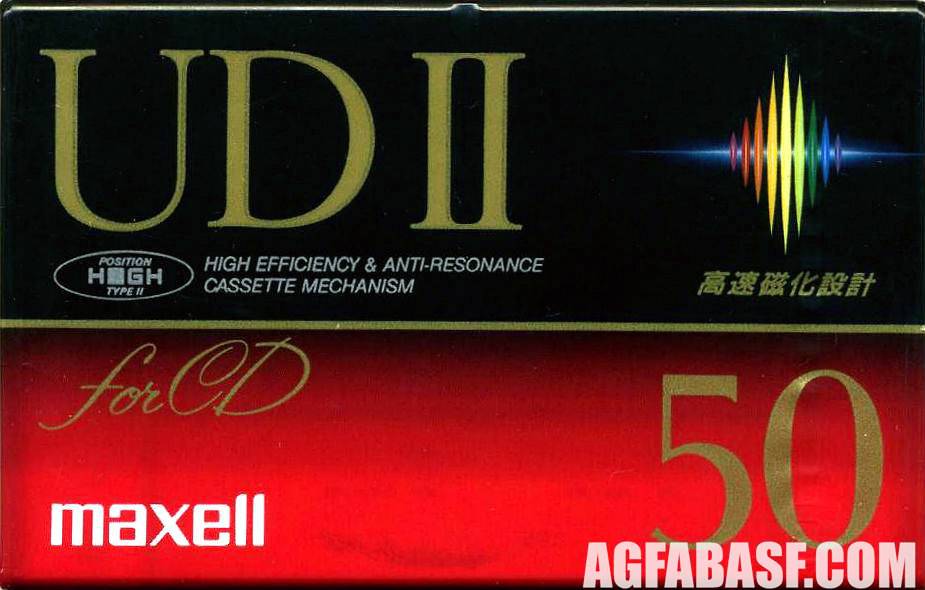 UD II
POSITION
HIGH
TYPE II
HIGH EFFICIENCY & ANTI-RESONANCE
CASSETTE MECHANISM
高速磁化設計
for CD
50
maxell
AGFABASF.COM